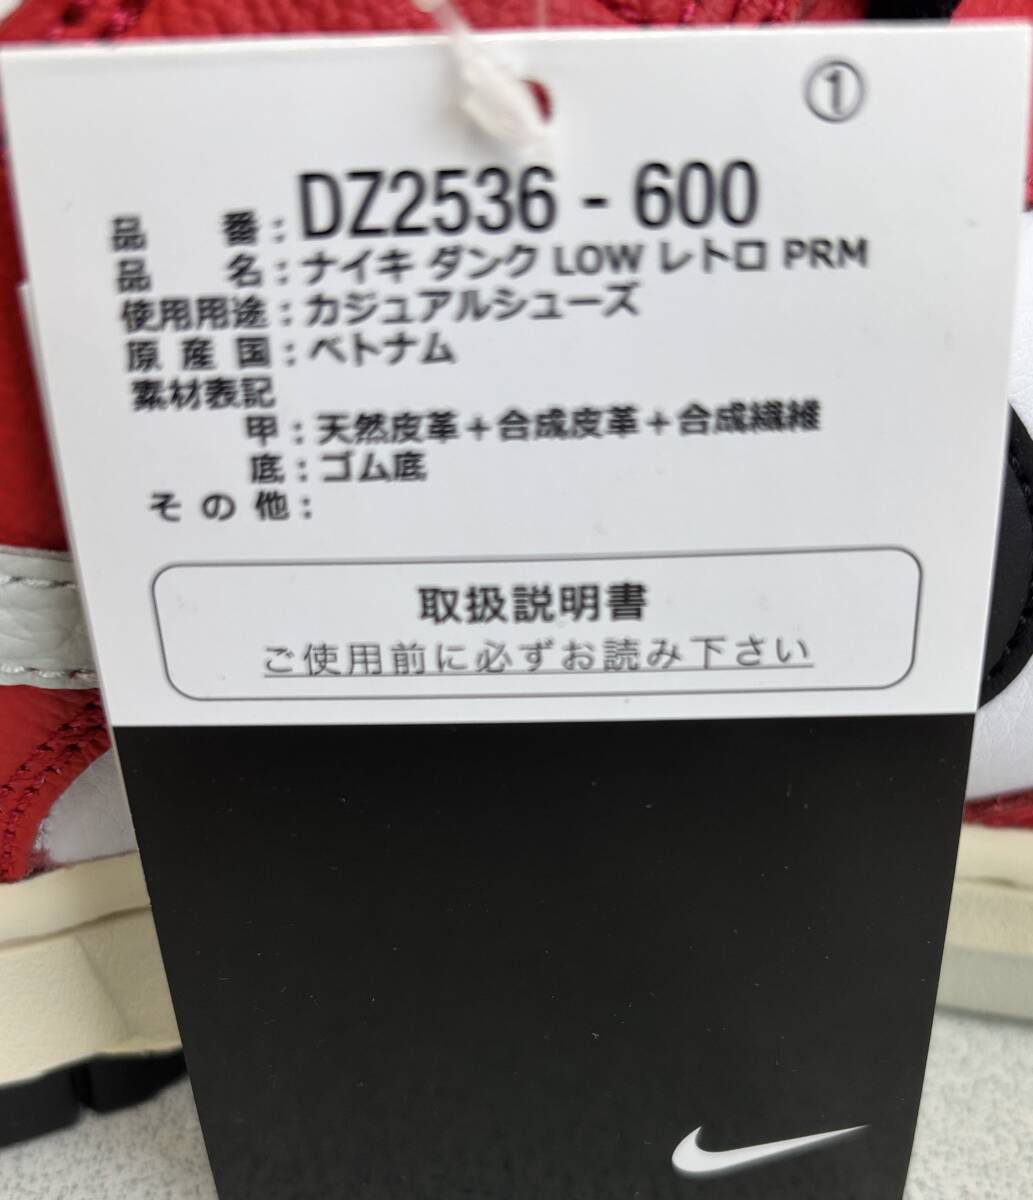 ①
品番：DZ2536 - 600
品名：ナイキ ダンク LOW レトロ PRM
使用用途：カジュアルシューズ
原産国：ベトナム
素材表記
甲：天然皮革＋合成皮革＋合成繊維
底：ゴム底
その他：
取扱説明書
ご使用前に必ずお読み下さい